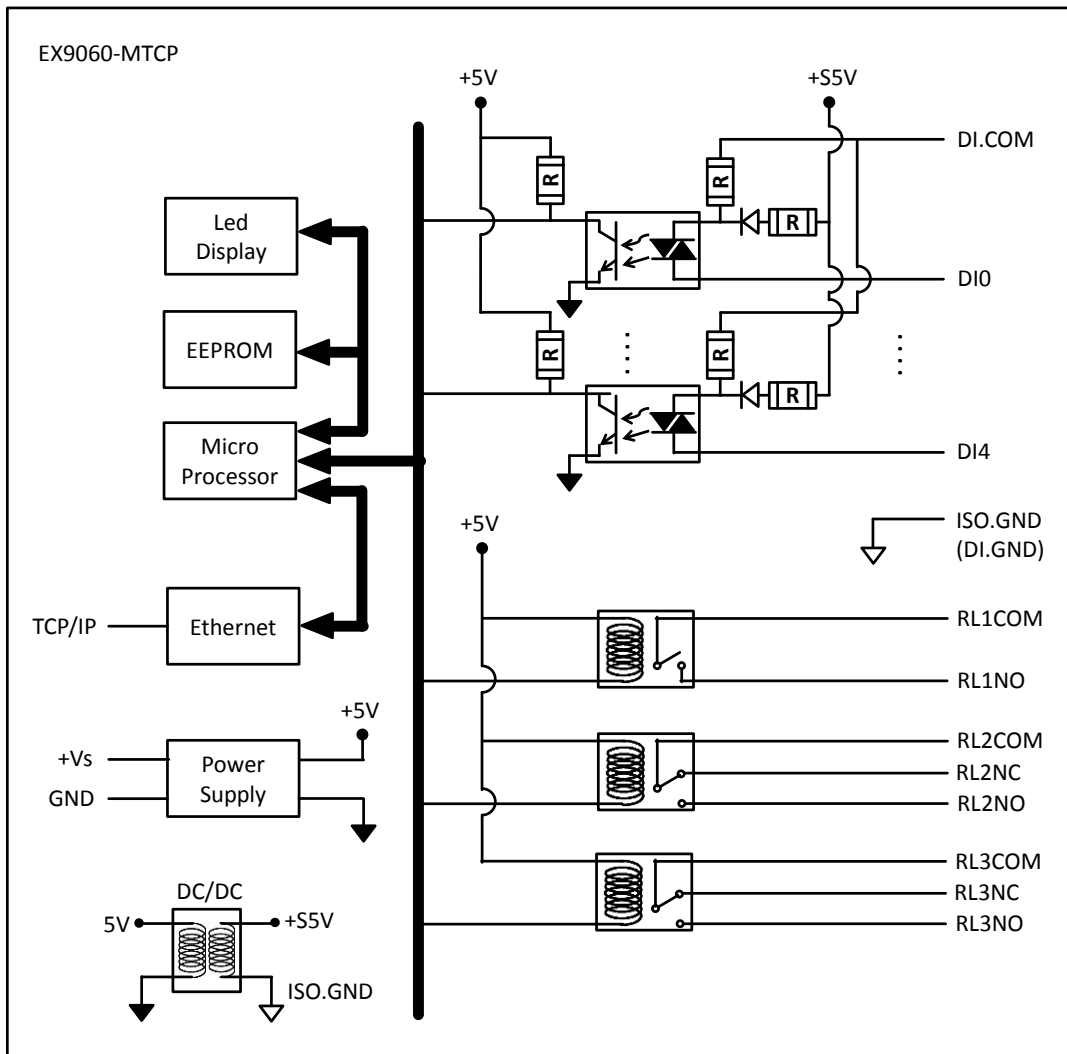 EX9060-MTCP
+5V
+S5V
DI.COM
R
R
R
DI0
R
R
R
DI4
Led
Display
EEPROM
Micro
Processor
Ethernet
TCP/IP
+5V
ISO.GND
(DI.GND)
RL1COM
RL1NO
RL2COM
RL2NC
RL2NO
RL3COM
RL3NC
RL3NO
+5V
+Vs
GND
Power
Supply
DC/DC
5V
+S5V
ISO.GND